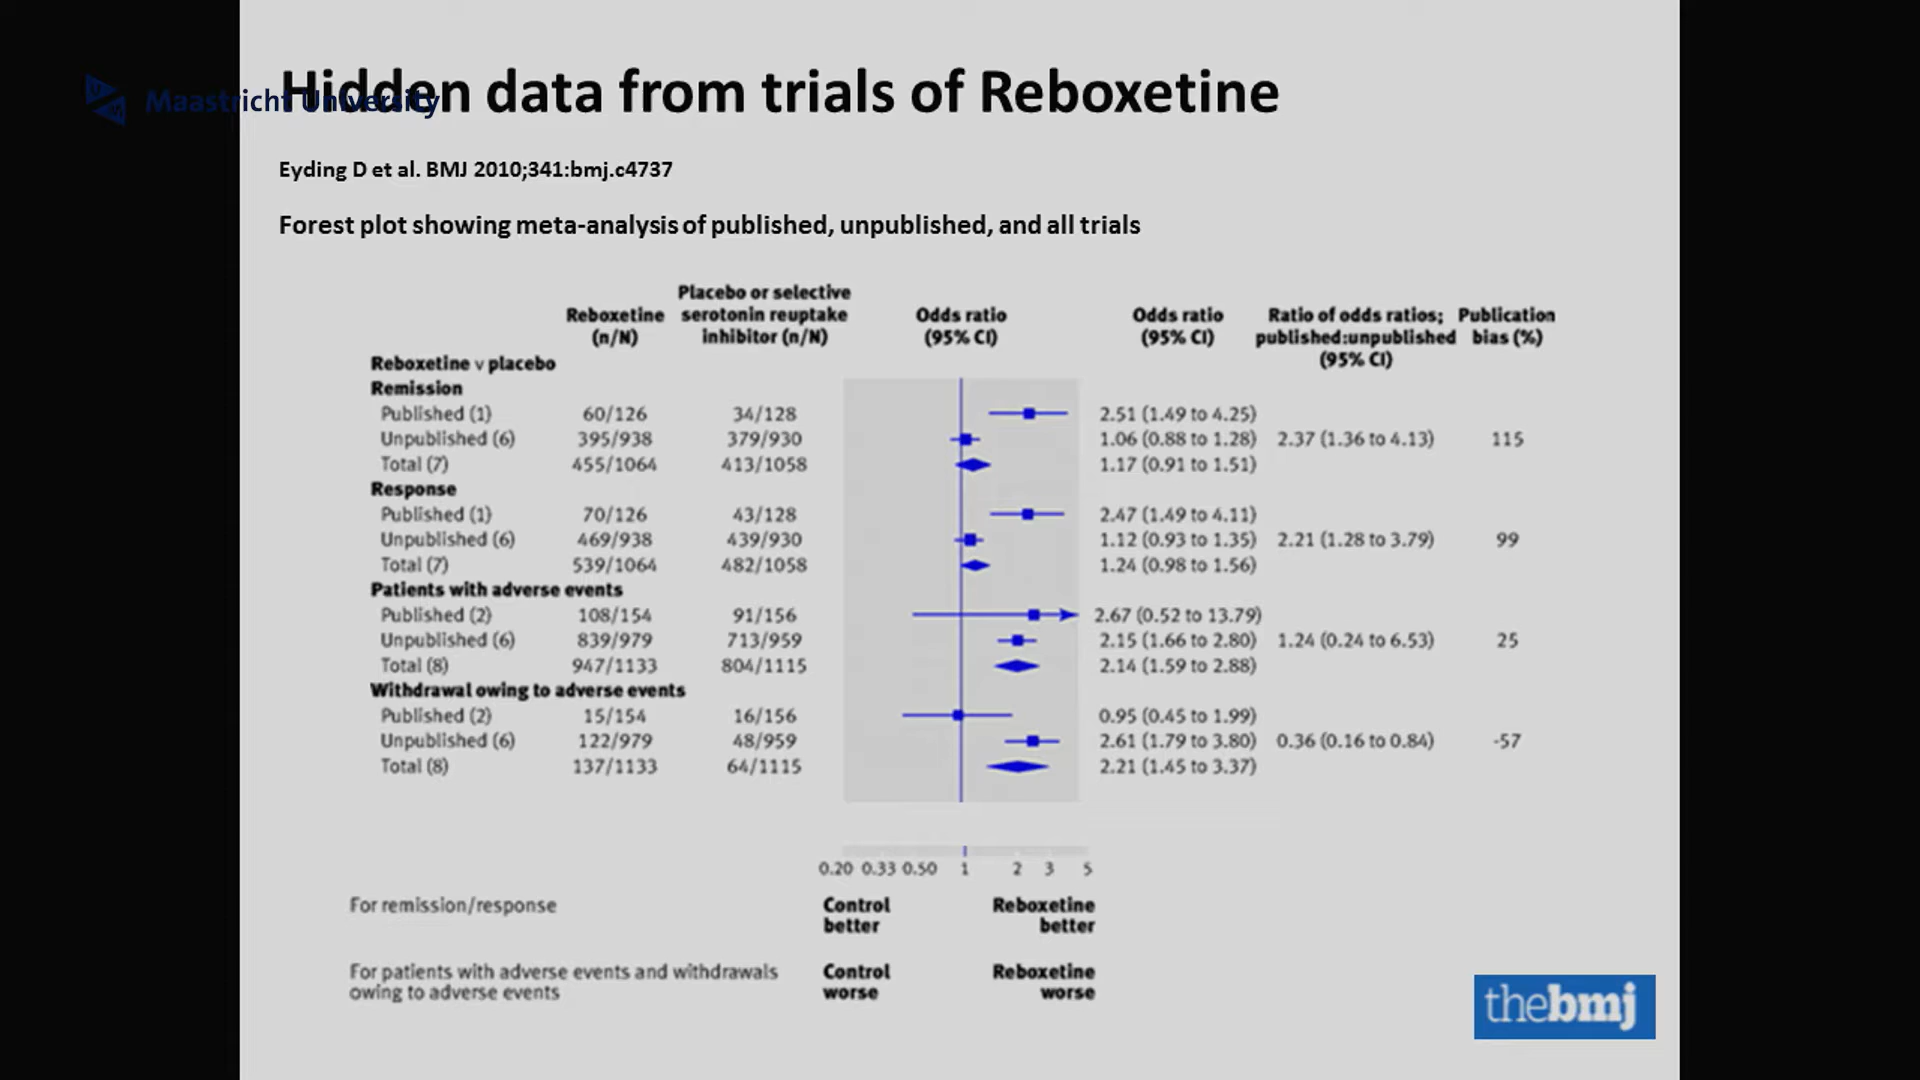 Maastricht University
Hidden data from trials of Reboxetine
Eyding D et al. BMJ 2010;341:bmj.c4737
Forest plot showing meta-analysis of published, unpublished, and all trials
Reboxetine (n/N)
Placebo or selective serotonin reuptake inhibitor (n/N)
Odds ratio (95% CI)
Odds ratio (95% CI)
Ratio of odds ratios; published:unpublished (95% CI)
Publication bias (%)
Reboxetine v placebo
Remission
Published (1) 60/126 34/128 2.51 (1.49 to 4.25)
Unpublished (6) 395/938 379/930 1.06 (0.88 to 1.28) 2.37 (1.36 to 4.13) 115
Total (7) 455/1064 413/1058 1.17 (0.91 to 1.51)
Response
Published (1) 70/126 43/128 2.47 (1.49 to 4.11)
Unpublished (6) 469/938 439/930 1.12 (0.93 to 1.35) 2.21 (1.28 to 3.79) 99
Total (7) 539/1064 482/1058 1.24 (0.98 to 1.56)
Patients with adverse events
Published (2) 108/154 91/156 2.67 (0.52 to 13.79)
Unpublished (6) 839/979 713/959 2.15 (1.66 to 2.80) 1.24 (0.24 to 6.53) 25
Total (8) 947/1133 804/1115 2.14 (1.59 to 2.88)
Withdrawal owing to adverse events
Published (2) 15/154 16/156 0.95 (0.45 to 1.99)
Unpublished (6) 122/979 48/959 2.61 (1.79 to 3.80) 0.36 (0.16 to 0.84) -57
Total (8) 137/1133 64/1115 2.21 (1.45 to 3.37)
0.20 0.33 0.50 1 2 3 5
For remission/response
Control better
Reboxetine better
For patients with adverse events and withdrawals
owing to adverse events
Control worse
Reboxetine worse
thebmj